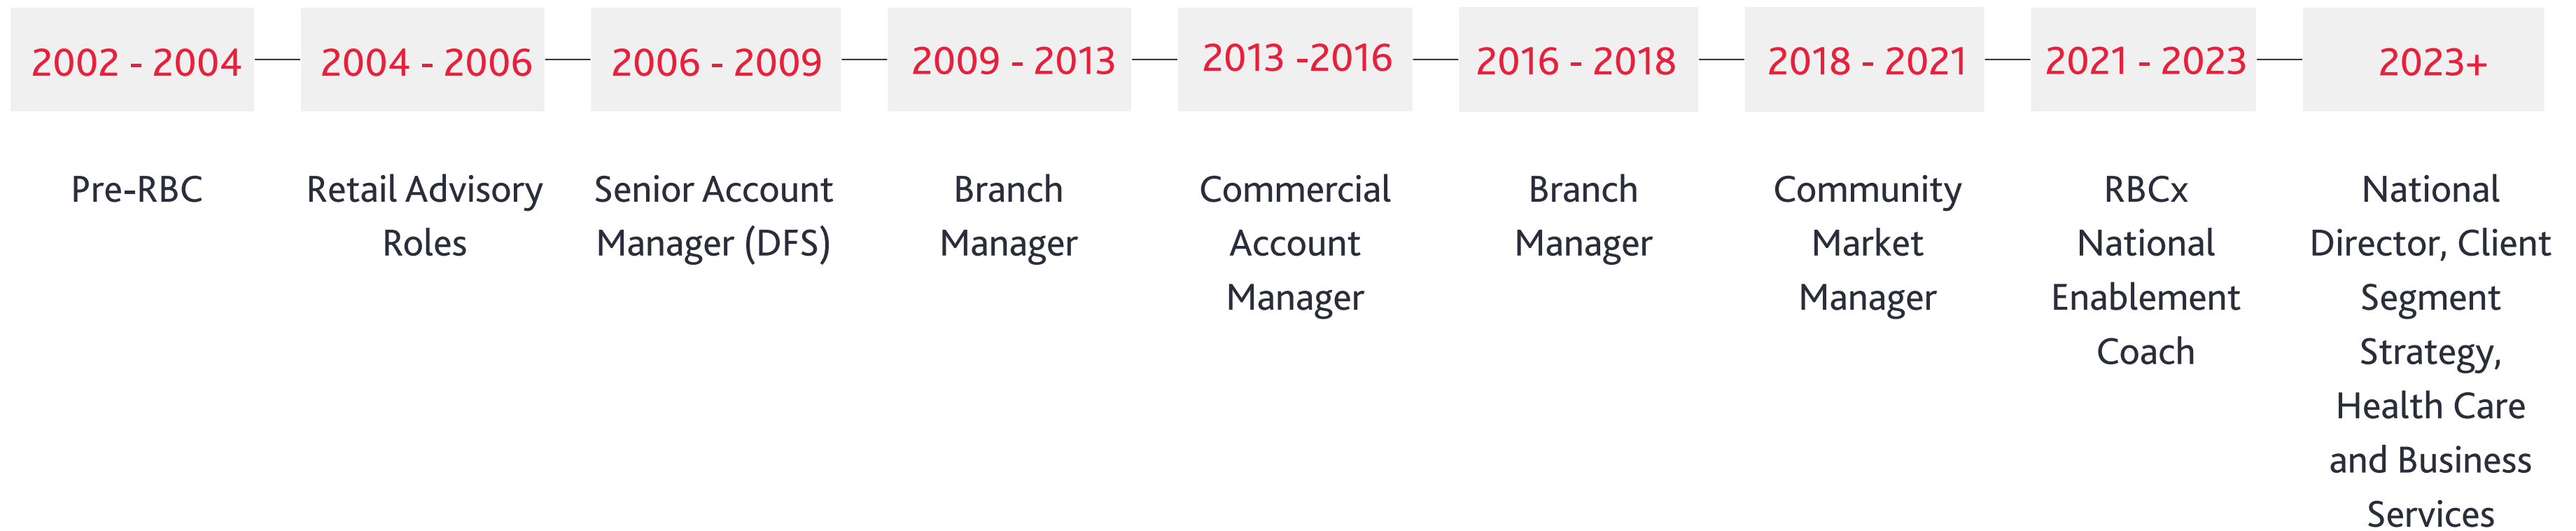 2002 - 2004
Pre-RBC
2004 - 2006
Retail Advisory
Roles
2006 - 2009
Senior Account
Manager (DFS)
2009 - 2013
Branch
Manager
2013 -2016
Commercial
Account
Manager
2016 - 2018
Branch
Manager
2018 - 2021
Community
Market
Manager
2021 - 2023
RBCx
National
Enablement
Coach
2023+
National
Director, Client
Segment
Strategy,
Health Care
and Business
Services